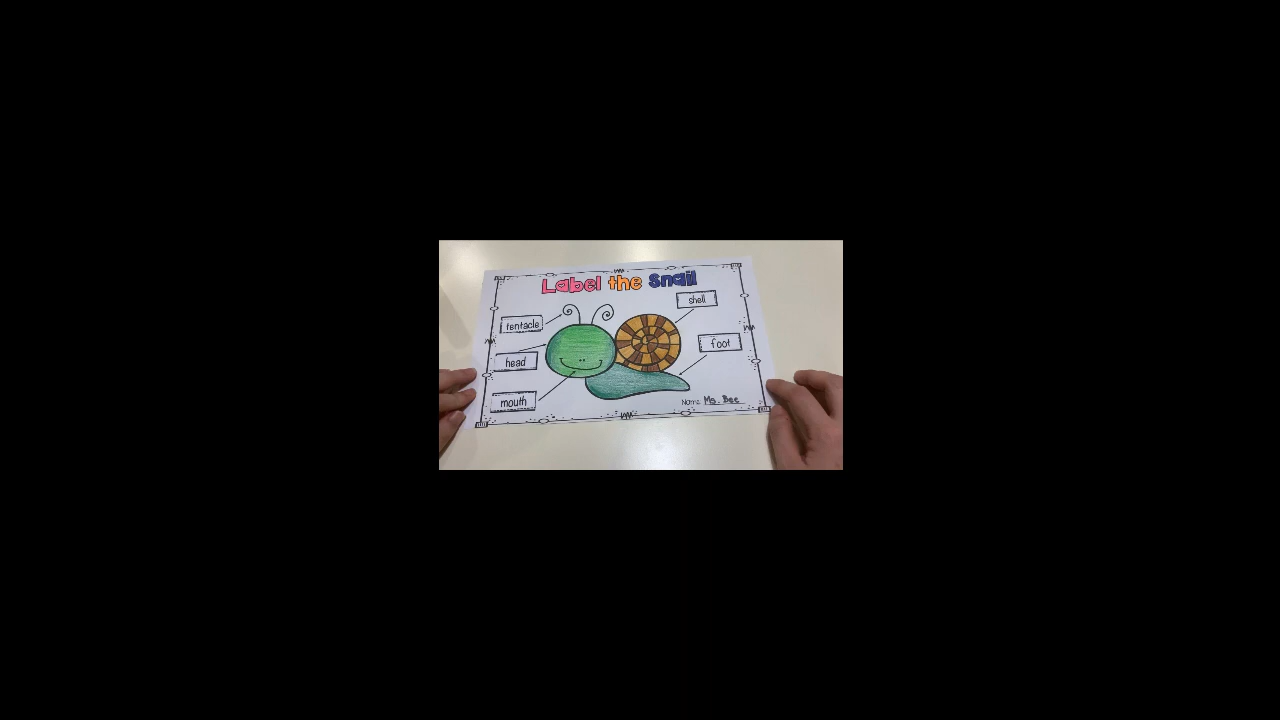 Label the Snail
shell
tentacle
foot
head
mouth
Name Ms. Bee